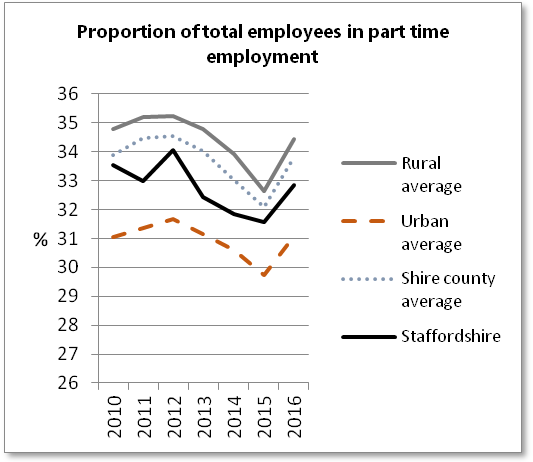 Proportion of total employees in part time
employment
36
35
34
33
32
31
30
29
28
27
26
%
2010
2011
2012
2013
2014
2015
2016
Rural
average
Urban
average
Shire county
average
Staffordshire